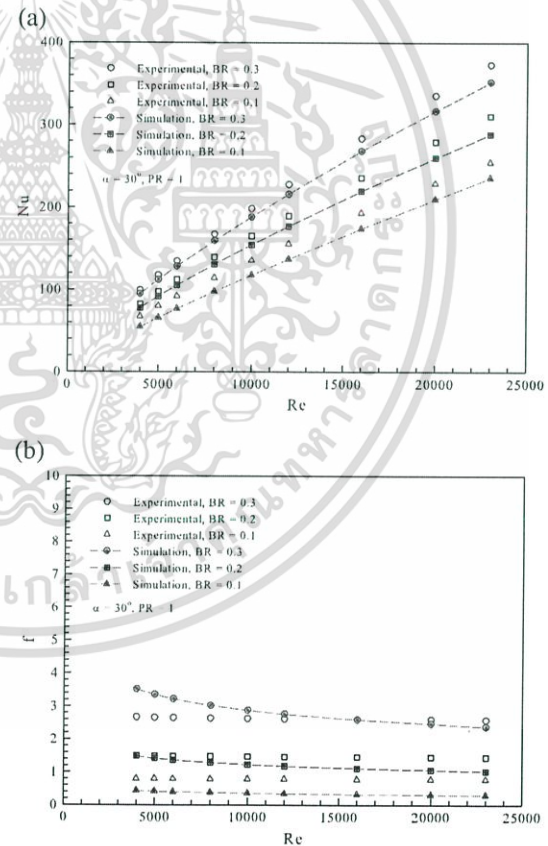 (a)
400
300
200
100
0
Nu
Experimental, BR = 0.3
Experimental, BR = 0.2
Experimental, BR = 0.1
Simulation, BR = 0.3
Simulation, BR = 0.2
Simulation, BR = 0.1
α = 30°, PR = 1
0 5000 10000 15000 20000 25000
Re
(b)
10
9
8
7
6
5
4
3
2
1
0
f
Experimental, BR = 0.3
Experimental, BR = 0.2
Experimental, BR = 0.1
Simulation, BR = 0.3
Simulation, BR = 0.2
Simulation, BR = 0.1
α = 30°, PR = 1
0 5000 10000 15000 20000 25000
Re